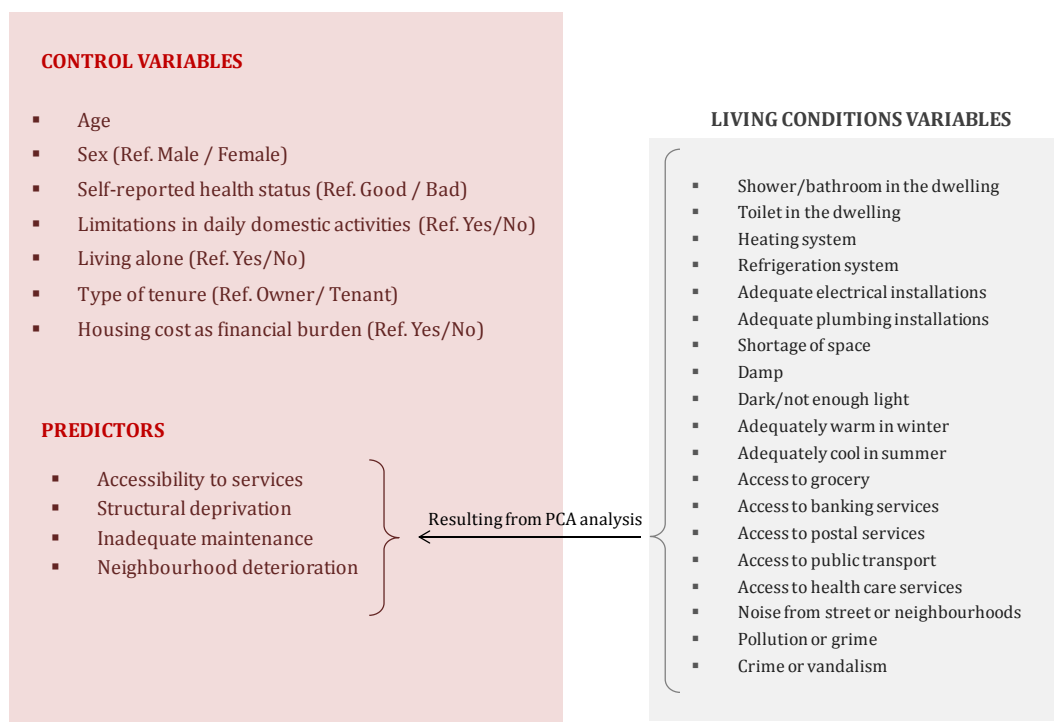 CONTROL VARIABLES
▪ Age
▪ Sex (Ref. Male / Female)
▪ Self-reported health status (Ref. Good / Bad)
▪ Limitations in daily domestic activities (Ref. Yes/No)
▪ Living alone (Ref. Yes/No)
▪ Type of tenure (Ref. Owner/ Tenant)
▪ Housing cost as financial burden (Ref. Yes/No)
PREDICTORS
▪ Accessibility to services
▪ Structural deprivation
▪ Inadequate maintenance
▪ Neighbourhood deterioration
Resulting from PCA analysis
LIVING CONDITIONS VARIABLES
▪ Shower/bathroom in the dwelling
▪ Toilet in the dwelling
▪ Heating system
▪ Refrigeration system
▪ Adequate electrical installations
▪ Adequate plumbing installations
▪ Shortage of space
▪ Damp
▪ Dark/not enough light
▪ Adequately warm in winter
▪ Adequately cool in summer
▪ Access to grocery
▪ Access to banking services
▪ Access to postal services
▪ Access to public transport
▪ Access to health care services
▪ Noise from street or neighbourhoods
▪ Pollution or grime
▪ Crime or vandalism